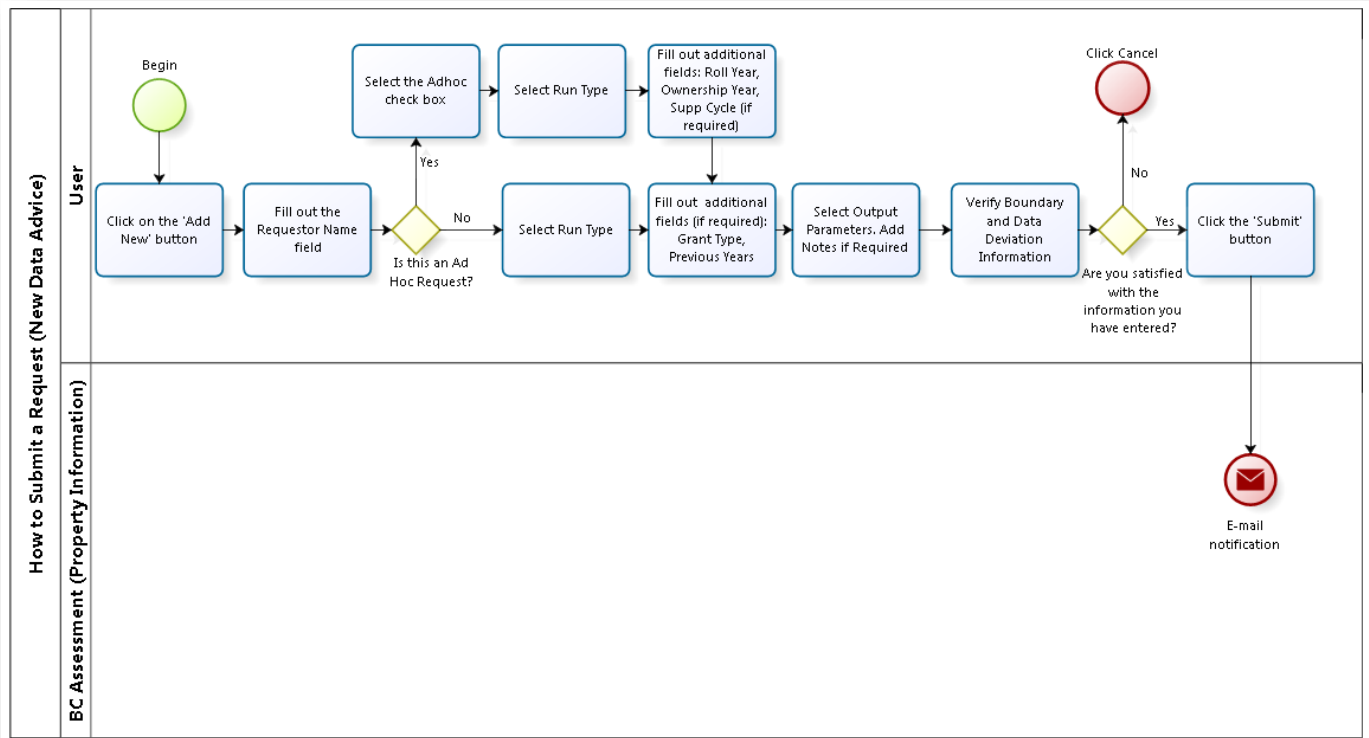 How to Submit a Request (New Data Advice)
User
BC Assessment (Property Information)
Begin
Click on the 'Add
New' button
Fill out the
Requestor Name
field
Is this an Ad
Hoc Request?
Yes
Select the Adhoc
check box
Select Run Type
Fill out additional
fields: Roll Year,
Ownership Year,
Supp Cycle (if
required)
No
Select Run Type
Fill out  additional
fields (if required):
Grant Type,
Previous Years
Select Output
Parameters. Add
Notes if Required
Verify Boundary
and Data
Deviation
Information
Are you satisfied
with the
information you
have entered?
No
Click Cancel
Yes
Click the 'Submit'
button
E-mail
notification